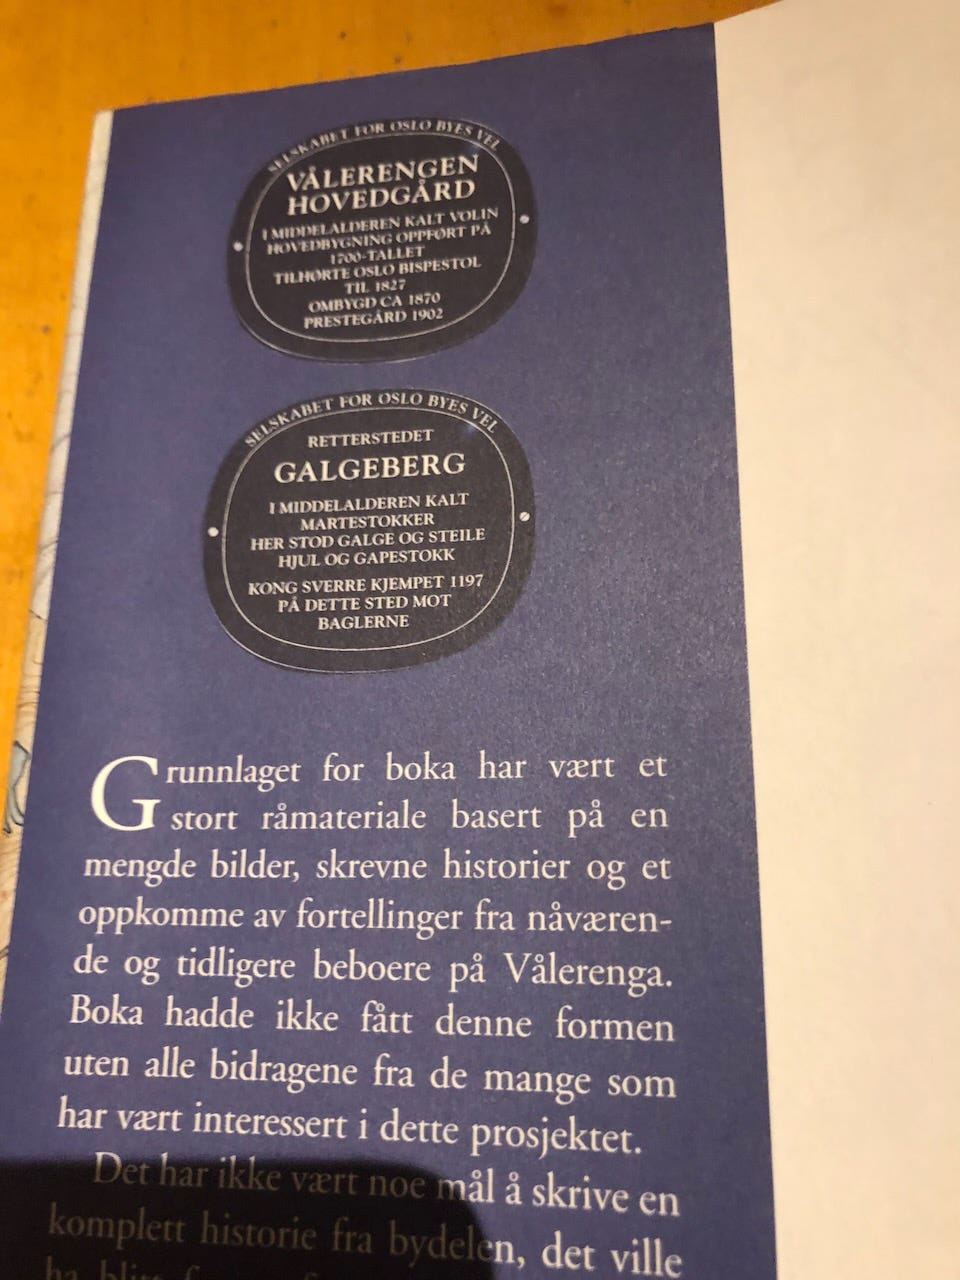 SELSKABET FOR OSLO BYES VEL
VÅLERENGEN
HOVEDGÅRD
I MIDDELALDEREN KALT VOLIN
HOVEDBYGNING OPPFØRT PÅ
1700-TALLET
TILHØRTE OSLO BISPESTOL
TIL 1827
OMBYGD CA 1870
PRESTEGÅRD 1902
SELSKABET FOR OSLO BYES VEL
RETTERSTEDET
GALGEBERG
I MIDDELALDEREN KALT
MARTESTOKKER
HER STOD GALGE OG STEILE
HJUL OG GAPESTOKK
KONG SVERRE KJEMPET 1197
PÅ DETTE STED MOT
BAGLERNE
Grunnlaget for boka har vært et
stort råmateriale basert på en
mengde bilder, skrevne historier og et
oppkomme av fortellinger fra nåværen-
de og tidligere beboere på Vålerenga.
Boka hadde ikke fått denne formen
uten alle bidragene fra de mange som
har vært interessert i dette prosjektet.
Det har ikke vært noe mål å skrive en
komplett historie fra bydelen, det ville
ha